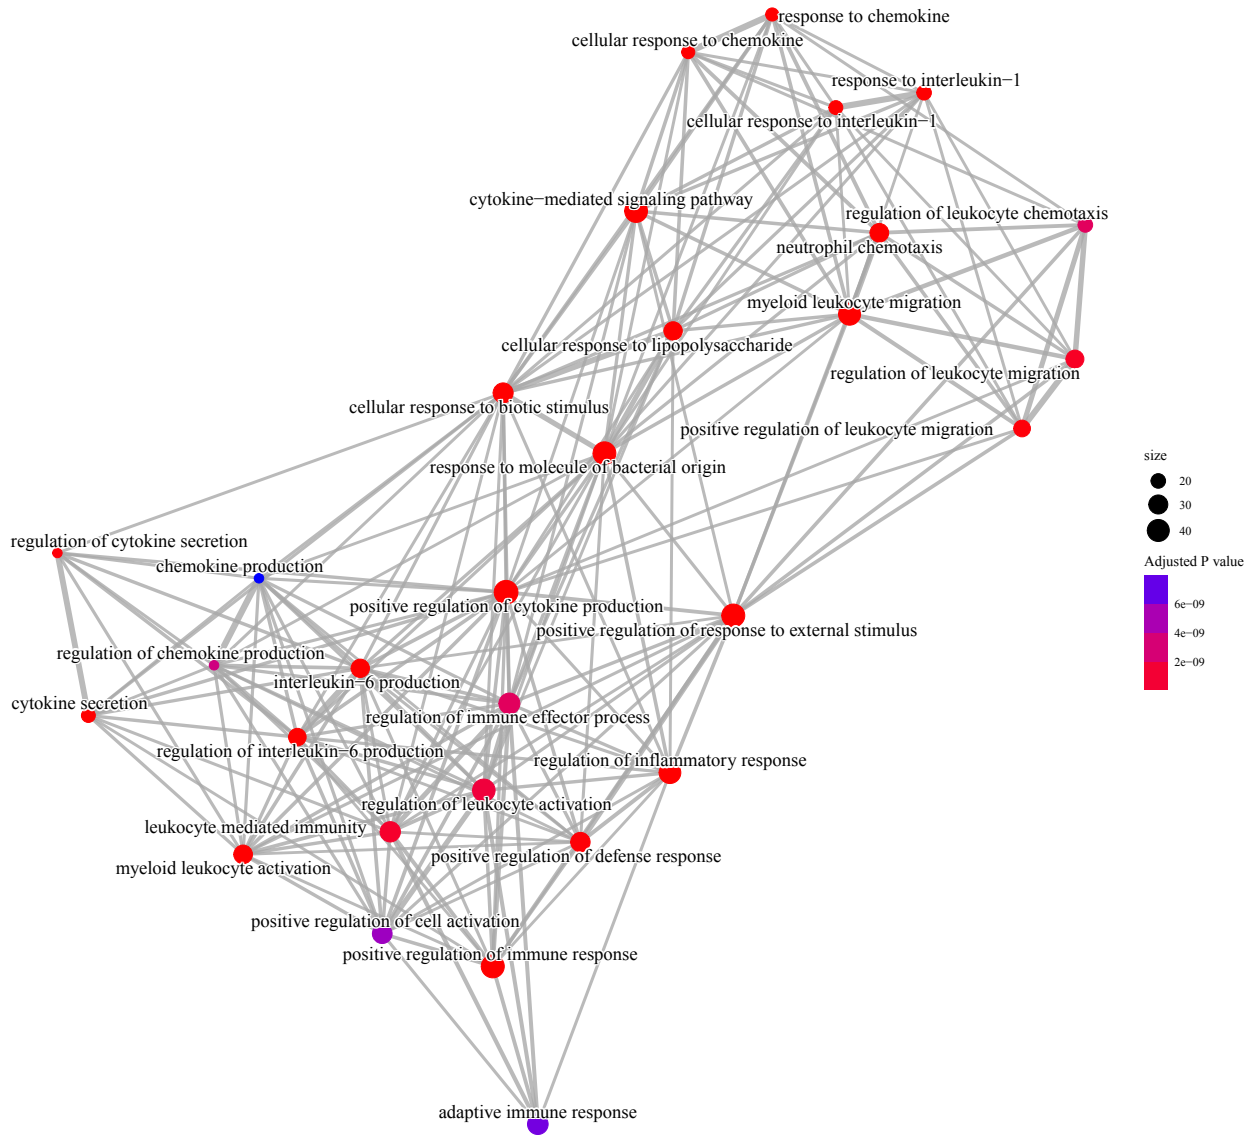 response to chemokine
cellular response to chemokine
response to interleukin−1
cellular response to interleukin−1
cytokine−mediated signaling pathway
regulation of leukocyte chemotaxis
neutrophil chemotaxis
myeloid leukocyte migration
cellular response to lipopolysaccharide
regulation of leukocyte migration
cellular response to biotic stimulus
positive regulation of leukocyte migration
response to molecule of bacterial origin
regulation of cytokine secretion
chemokine production
positive regulation of cytokine production
positive regulation of response to external stimulus
regulation of chemokine production
interleukin−6 production
cytokine secretion
regulation of immune effector process
regulation of interleukin−6 production
regulation of inflammatory response
regulation of leukocyte activation
leukocyte mediated immunity
positive regulation of defense response
myeloid leukocyte activation
positive regulation of cell activation
positive regulation of immune response
adaptive immune response
size
20
30
40
Adjusted P value
6e−09
4e−09
2e−09